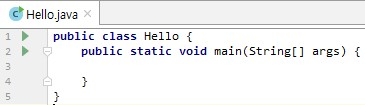 Hello.java
1 public class Hello {
2     public static void main(String[] args) {
3
4     }
5 }